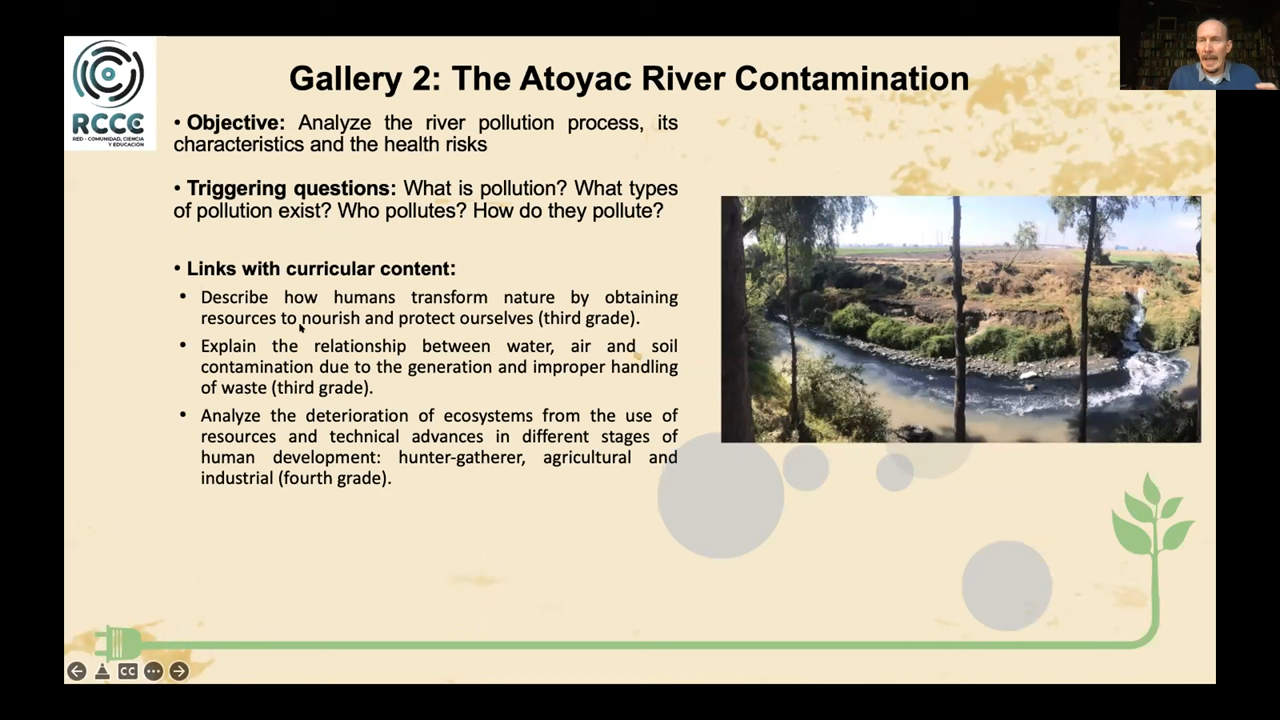 RCCE
RED - COMUNIDAD, CIENCIA
Y EDUCACIÓN
Gallery 2: The Atoyac River Contamination
• Objective: Analyze the river pollution process, its
characteristics and the health risks
• Triggering questions: What is pollution? What types
of pollution exist? Who pollutes? How do they pollute?
• Links with curricular content:
• Describe how humans transform nature by obtaining
resources to nourish and protect ourselves (third grade).
• Explain the relationship between water, air and soil
contamination due to the generation and improper handling
of waste (third grade).
• Analyze the deterioration of ecosystems from the use of
resources and technical advances in different stages of
human development: hunter-gatherer, agricultural and
industrial (fourth grade).
CC